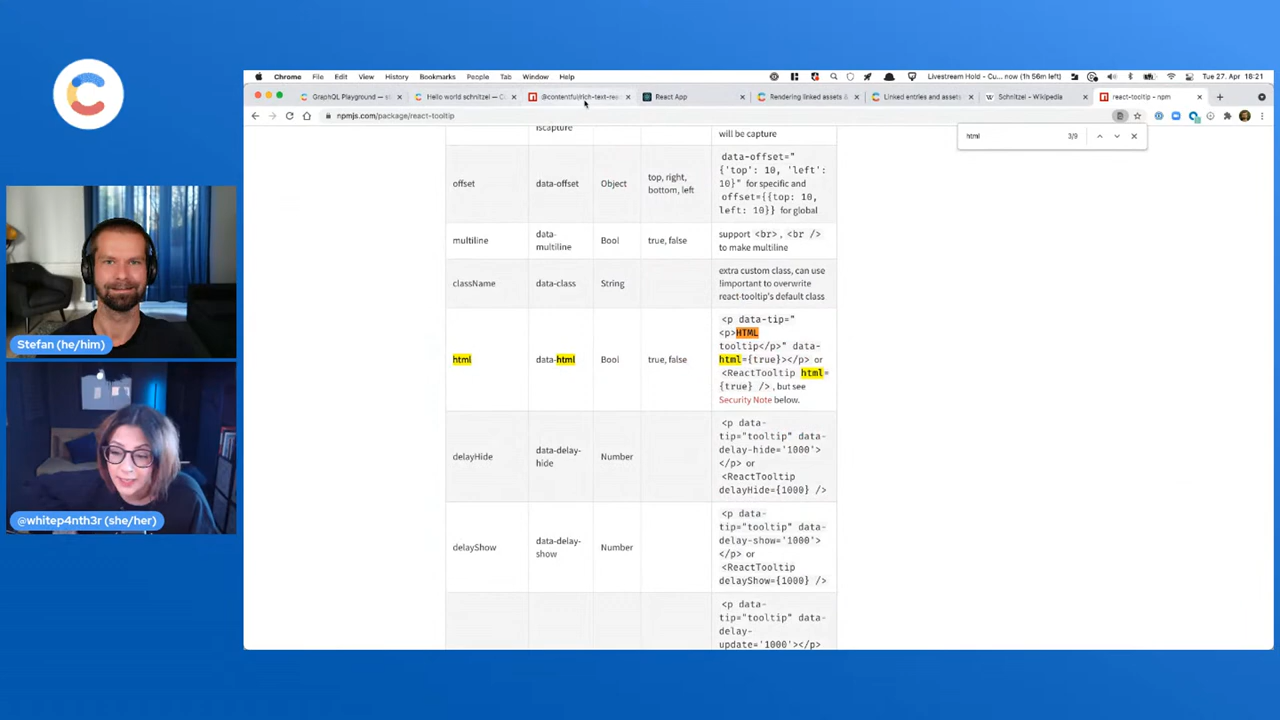 Chrome File Edit View History Bookmarks People Tab Window Help
Livestream Hold - Cu... now (1h 56m left)
Tue 27. Apr 18:21
GraphQL Playground — 
Hello world schnitzel — C
@contentful/rich-text-rea
React App
Rendering linked assets &
Linked entries and assets
Schnitzel - Wikipedia
react-tooltip - npm
npmjs.com/package/react-tooltip
html
3/9
iscapture
will be capture
offset
data-offset
Object
top, right,
bottom, left
data-offset="
{'top': 10, 'left':
10}" for specific and
offset={{top: 10,
left: 10}} for global
multiline
data-
multiline
Bool
true, false
support <br>, <br />
to make multiline
className
data-class
String
extra custom class, can use
!important to overwrite
react-tooltip's default class
html
data-html
Bool
true, false
<p data-tip="
<p>HTML
tooltip</p>" data-
html={true}></p> or
<ReactTooltip html=
{true} />, but see
Security Note below.
delayHide
data-delay-
hide
Number
<p data-
tip="tooltip" data-
delay-hide='1000'>
</p> or
<ReactTooltip
delayHide={1000} />
delayShow
data-delay-
show
Number
<p data-
tip="tooltip" data-
delay-show='1000'>
</p> or
<ReactTooltip
delayShow={1000} />
<p data-
tip="tooltip" data-
delay-
update='1000'></p>
Stefan (he/him)
@whitep4nth3r (she/her)